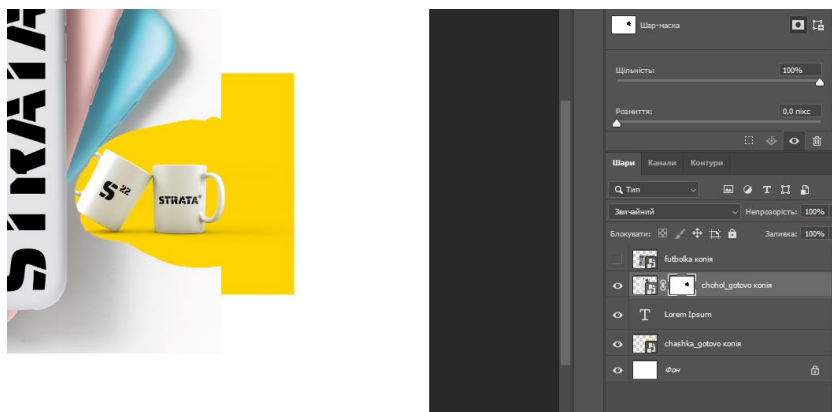 STRATA
S22
STRATA®
Шар-маска
Щільність: 100%
Розмиття: 0,0 пікс
Шари Канали Контури
Тип
Звичайний Непрозорість: 100%
Блокувати: Заливка: 100%
futbolka копія
chohol_gotovo копія
T Lorem Ipsum
chashka_gotovo копія
Фон